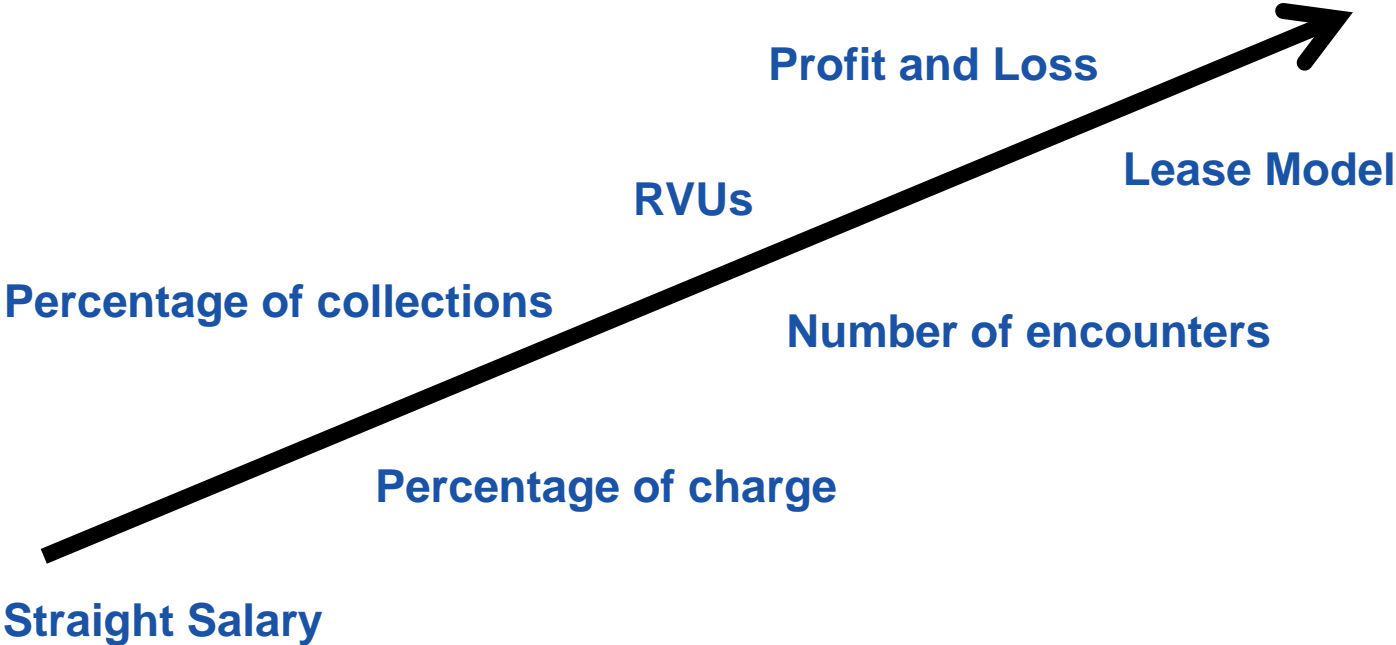 Profit and Loss
Lease Model
RVUs
Percentage of collections
Number of encounters
Percentage of charge
Straight Salary